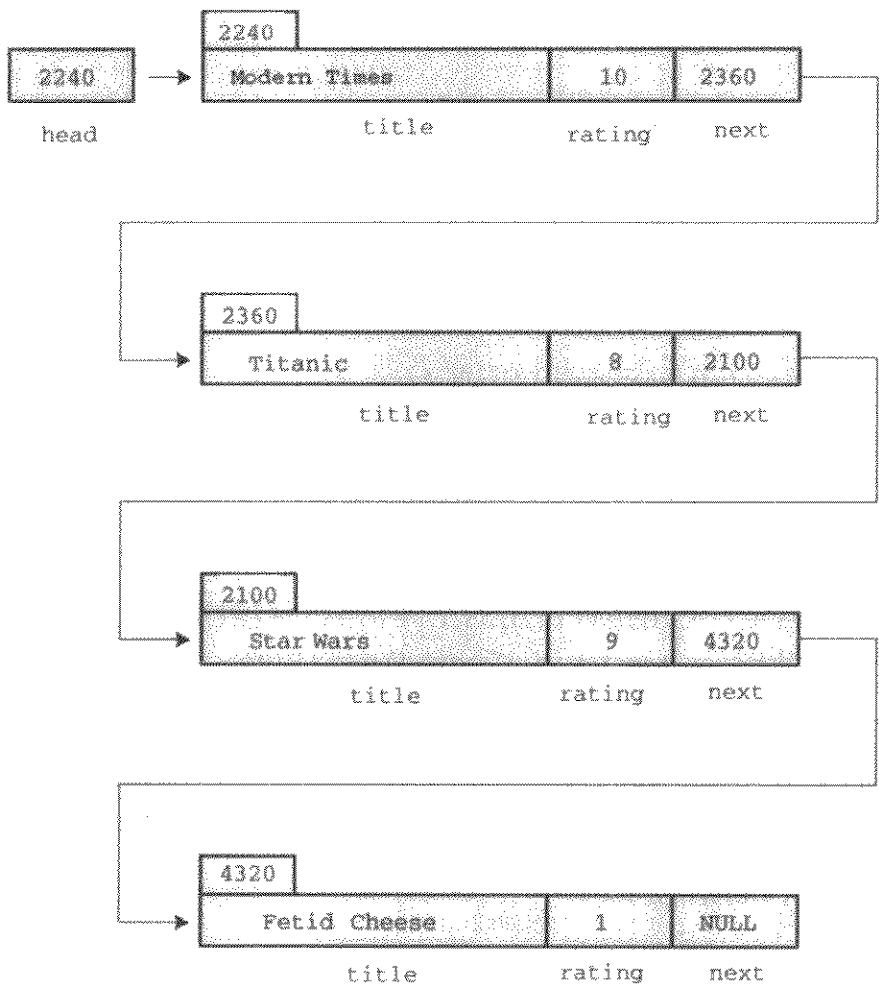 2240
2240 Modern Times 10 2360
head title rating next
2360
Titanic 8 2100
title rating next
2100
Star Wars 9 4320
title rating next
4320
Fetid Cheese 1 NULL
title rating next